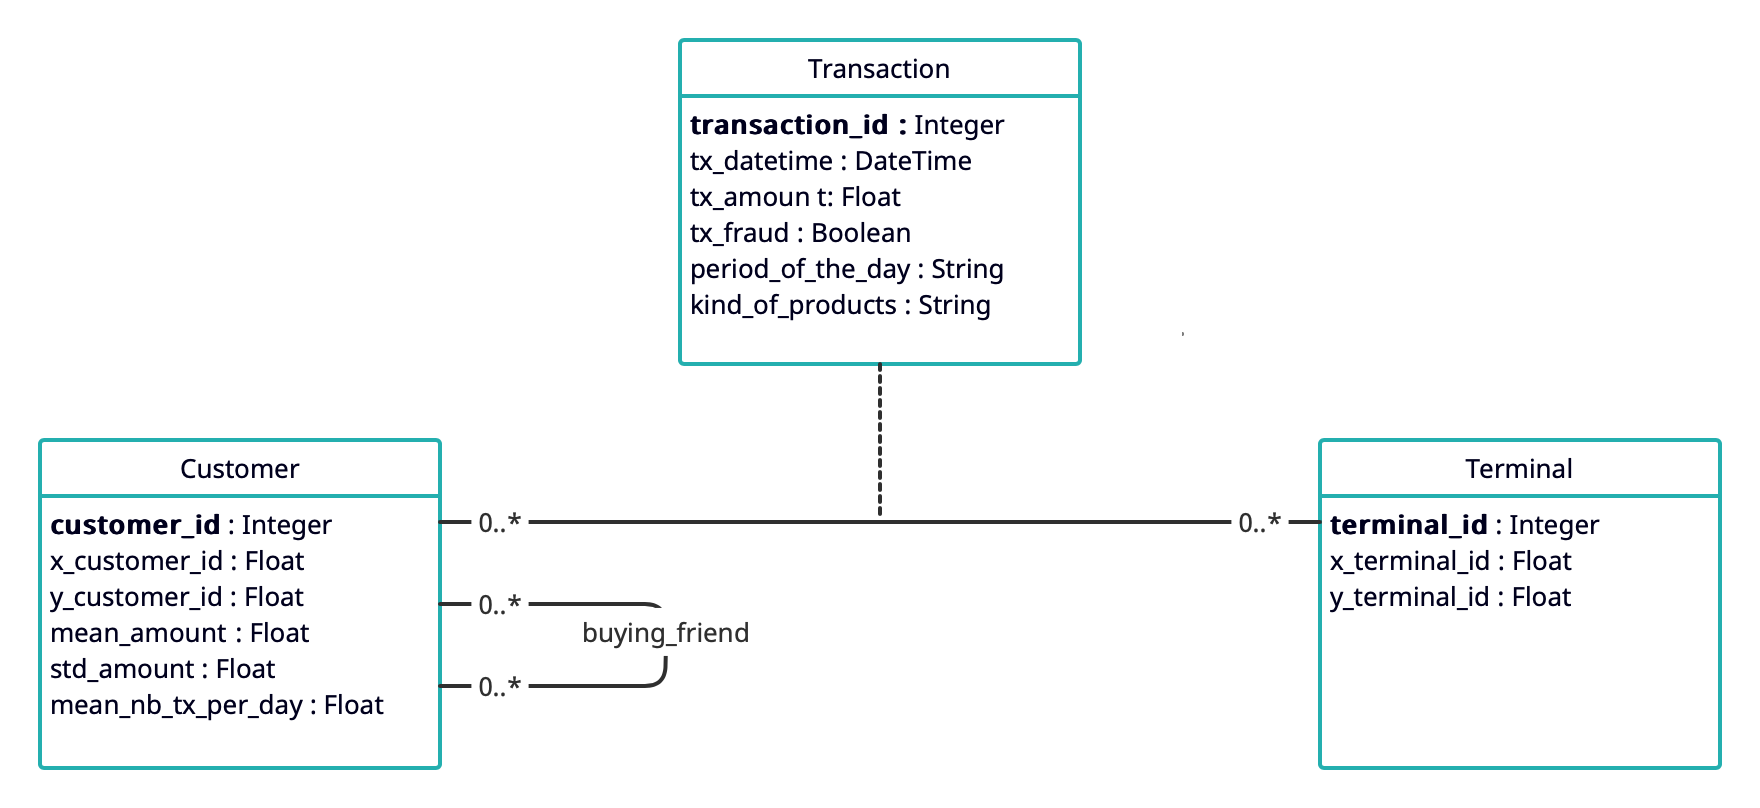 Transaction
transaction_id : Integer
tx_datetime : DateTime
tx_amoun t: Float
tx_fraud : Boolean
period_of_the_day : String
kind_of_products : String
Customer
customer_id : Integer
x_customer_id : Float
y_customer_id : Float
mean_amount : Float
std_amount : Float
mean_nb_tx_per_day : Float
0..*
0..*
0..*
buying_friend
0..*
Terminal
terminal_id : Integer
x_terminal_id : Float
y_terminal_id : Float